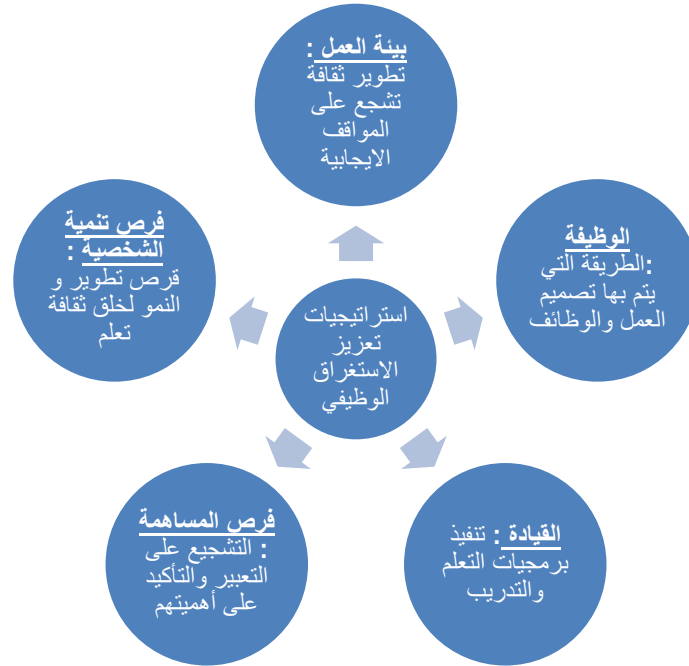 بيئة العمل :
تطوير ثقافة
تشجع على
المواقف
الايجابية
الوظيفة
:الطريقة التي
يتم بها تصميم
العمل والوظائف
القيادة : تنفيذ
برمجيات التعلم
والتدريب
فرص المساهمة
: التشجيع على
التعبير والتأكيد
على أهميتهم
فرص تنمية
الشخصية :
قرص تطوير و
النمو لخلق ثقافة
تعلم
استراتيجيات
تعزيز
الاستغراق
الوظيفي